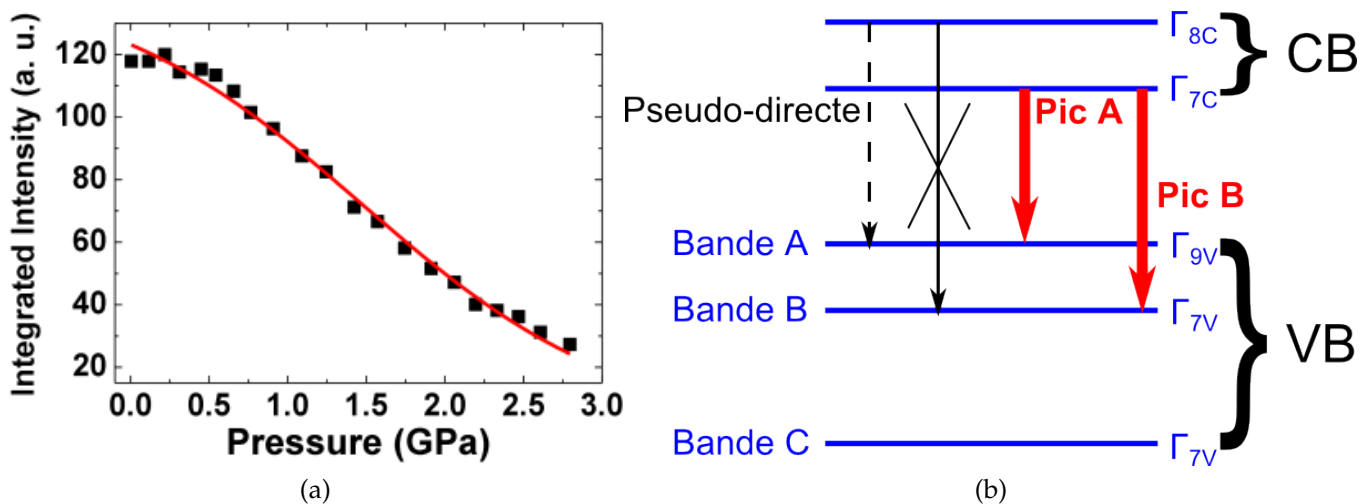 Integrated Intensity (a. u.)
120
100
80
60
40
20
0.0 0.5 1.0 1.5 2.0 2.5 3.0
Pressure (GPa)
(a)
Γ8C
CB
Γ7C
Pseudo-directe
Pic A
Pic B
Bande A
Γ9V
Bande B
Γ7V
VB
Bande C
Γ7V
(b)